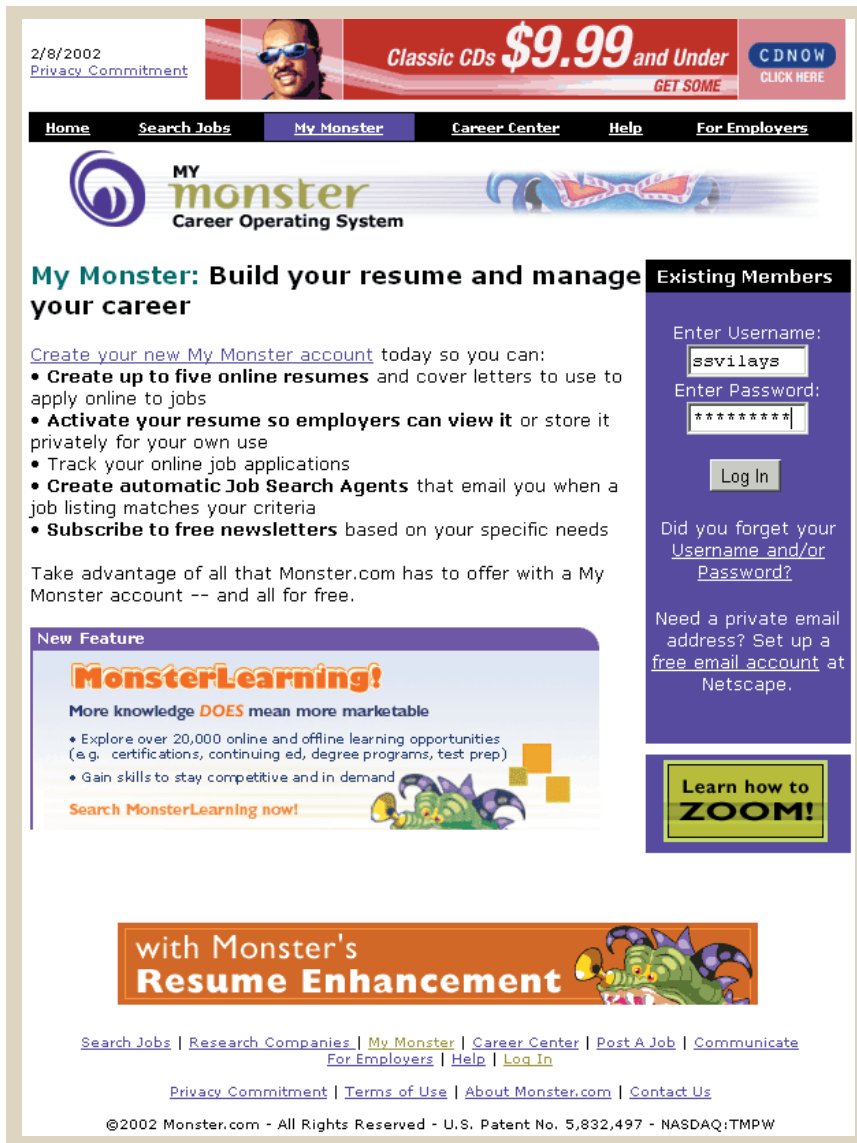 2/8/2002
Privacy Commitment
Classic CDs $9.99 and Under
GET SOME
CDNOW
CLICK HERE
Home Search Jobs My Monster Career Center Help For Employers
MY
monster
Career Operating System
My Monster: Build your resume and manage
your career
Create your new My Monster account today so you can:
• Create up to five online resumes and cover letters to use to
apply online to jobs
• Activate your resume so employers can view it or store it
privately for your own use
• Track your online job applications
• Create automatic Job Search Agents that email you when a
job listing matches your criteria
• Subscribe to free newsletters based on your specific needs
Take advantage of all that Monster.com has to offer with a My
Monster account -- and all for free.
New Feature
MonsterLearning!
More knowledge DOES mean more marketable
• Explore over 20,000 online and offline learning opportunities
(e.g. certifications, continuing ed, degree programs, test prep)
• Gain skills to stay competitive and in demand
Search MonsterLearning now!
Existing Members
Enter Username:
ssvilays
Enter Password:
*********
Log In
Did you forget your
Username and/or
Password?
Need a private email
address? Set up a
free email account at
Netscape.
Learn how to
ZOOM!
with Monster's
Resume Enhancement
Search Jobs | Research Companies | My Monster | Career Center | Post A Job | Communicate
For Employers | Help | Log In
Privacy Commitment | Terms of Use | About Monster.com | Contact Us
©2002 Monster.com - All Rights Reserved - U.S. Patent No. 5,832,497 - NASDAQ:TMPW